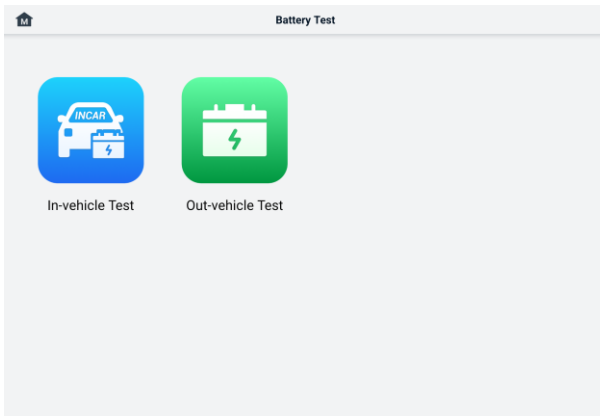 M
Battery Test
INCAR
In-vehicle Test
Out-vehicle Test